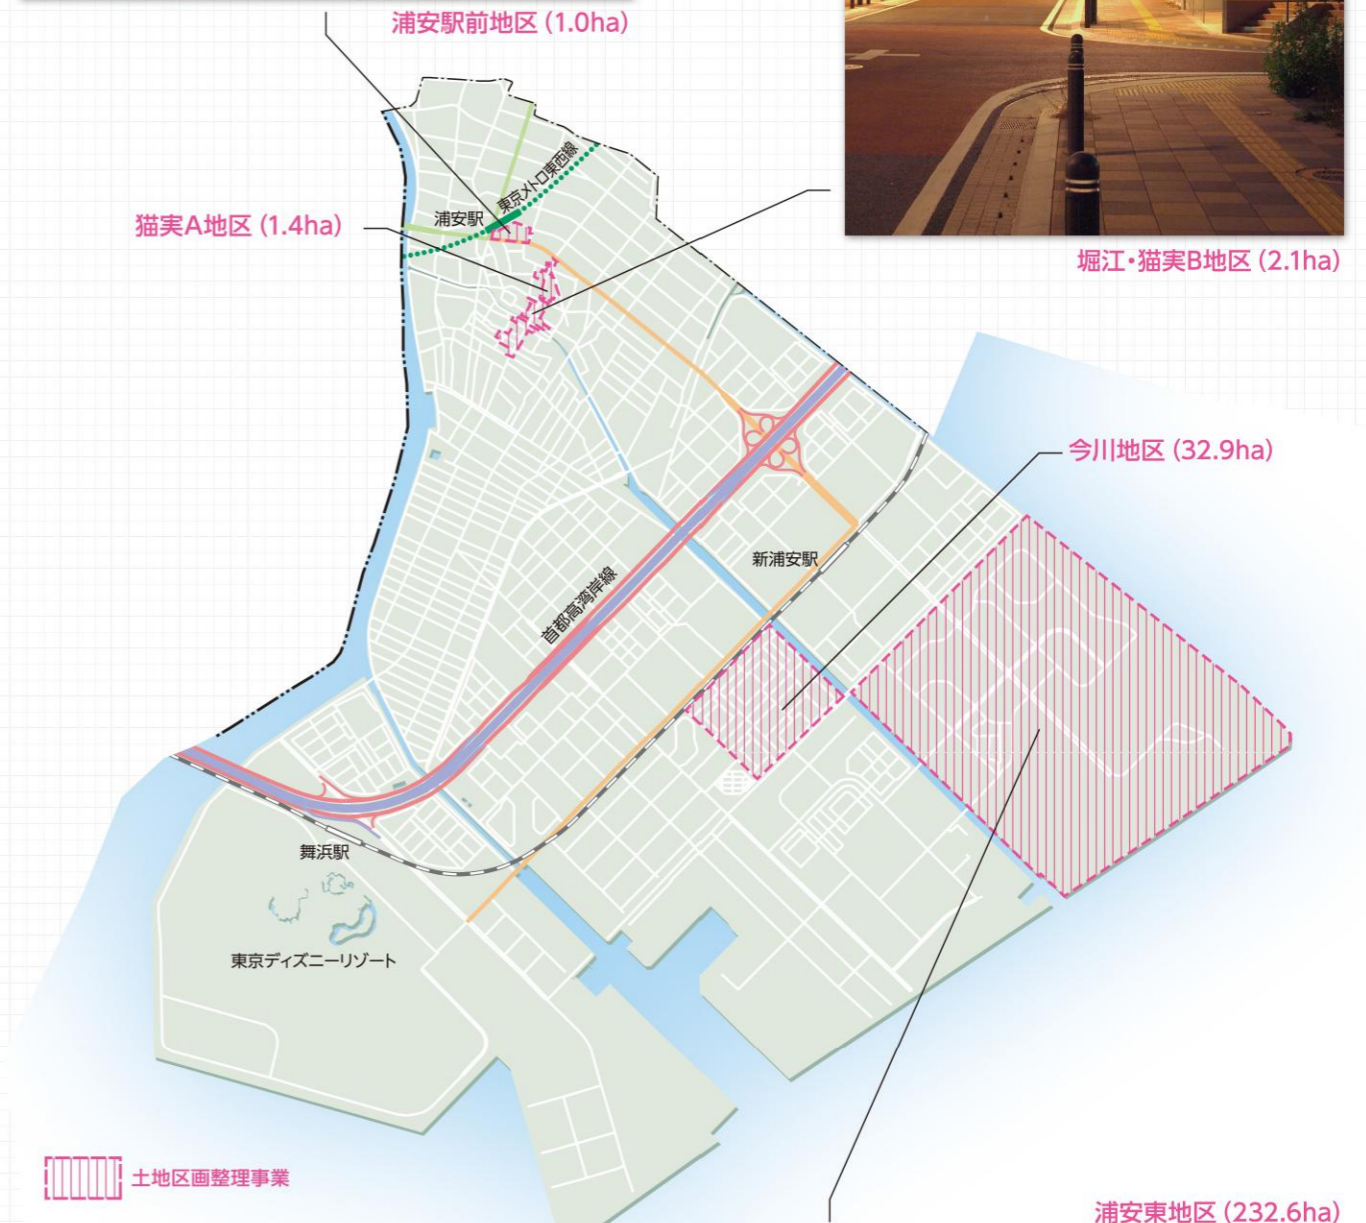 浦安駅前地区 (1.0ha)
東京メトロ東西線
浦安駅
猫実A地区 (1.4ha)
堀江・猫実B地区 (2.1ha)
今川地区 (32.9ha)
新浦安駅
首都高湾岸線
舞浜駅
東京ディズニーリゾート
土地区画整理事業
浦安東地区 (232.6ha)